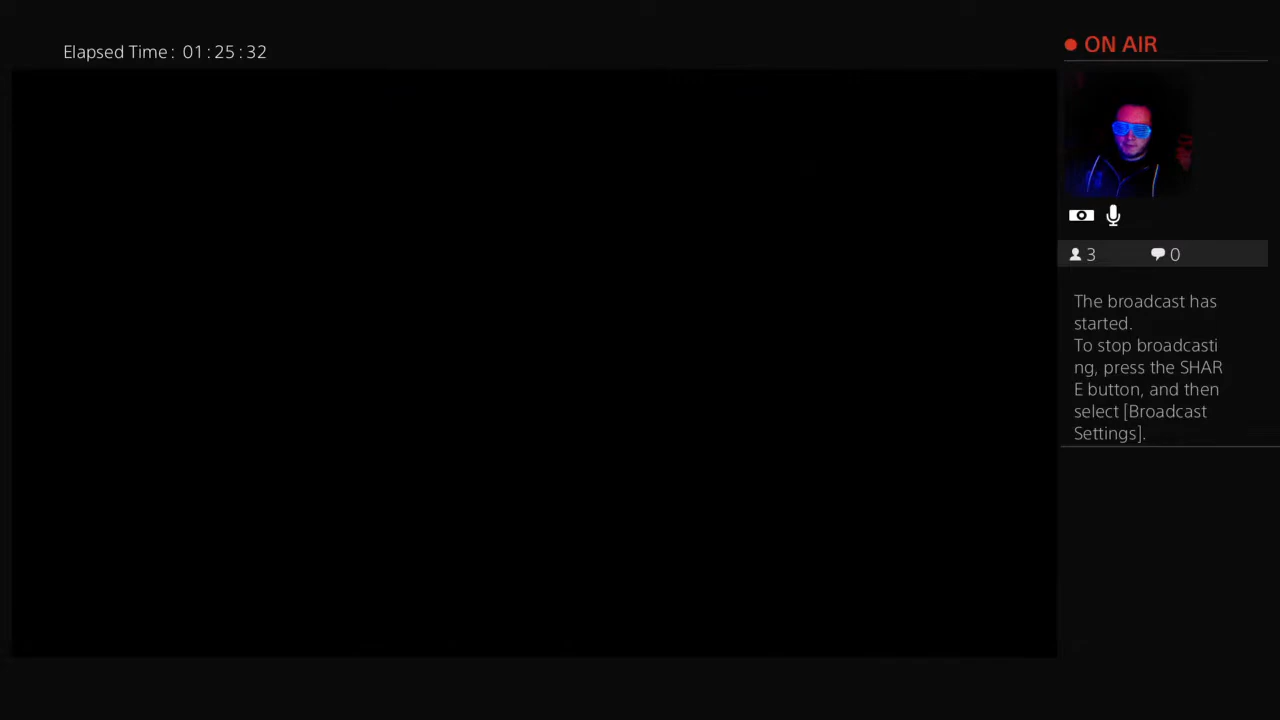 Elapsed Time: 01:25:32
ON AIR
3 0
The broadcast has
started.
To stop broadcasti
ng, press the SHAR
E button, and then
select [Broadcast
Settings].